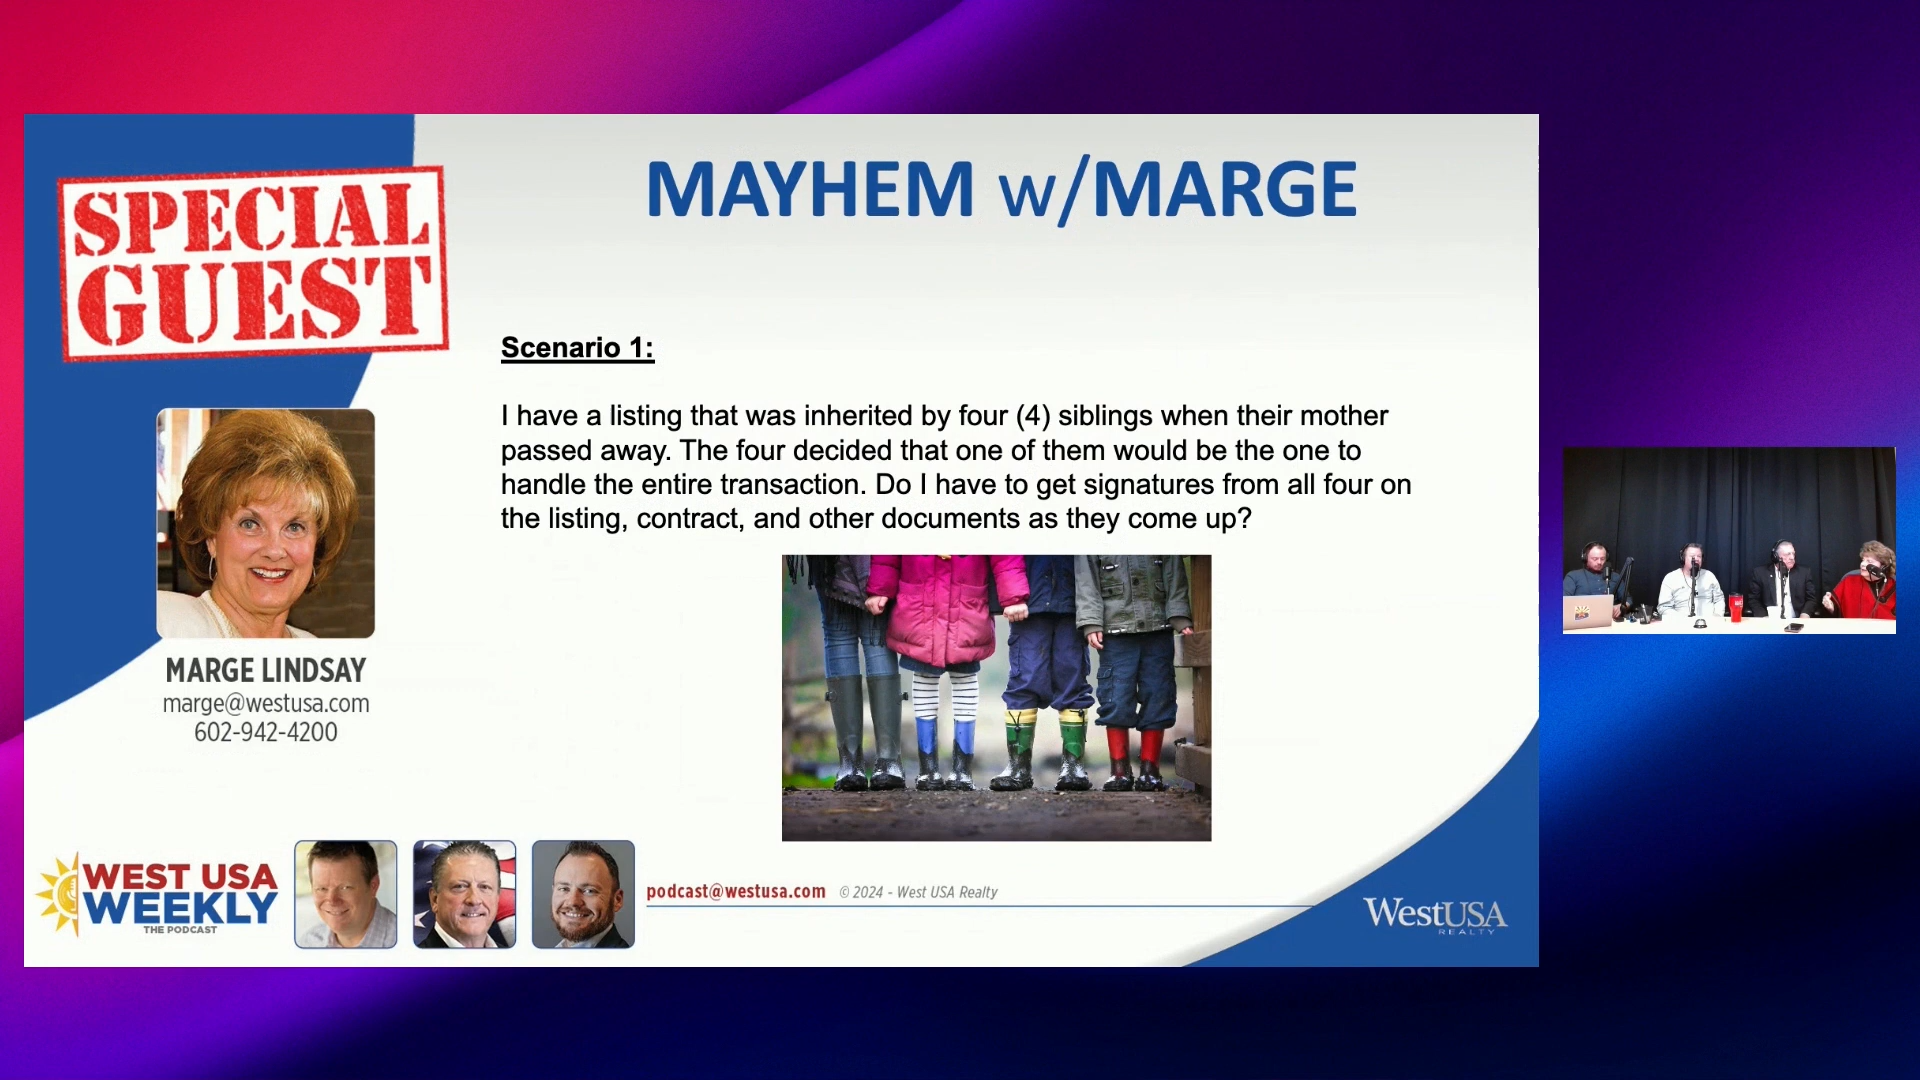 SPECIAL
GUEST
MAYHEM w/MARGE
Scenario 1:
I have a listing that was inherited by four (4) siblings when their mother
passed away. The four decided that one of them would be the one to
handle the entire transaction. Do I have to get signatures from all four on
the listing, contract, and other documents as they come up?
MARGE LINDSAY
marge@westusa.com
602-942-4200
WEST USA
WEEKLY
THE PODCAST
podcast@westusa.com © 2024 - West USA Realty
WestUSA
REALTY